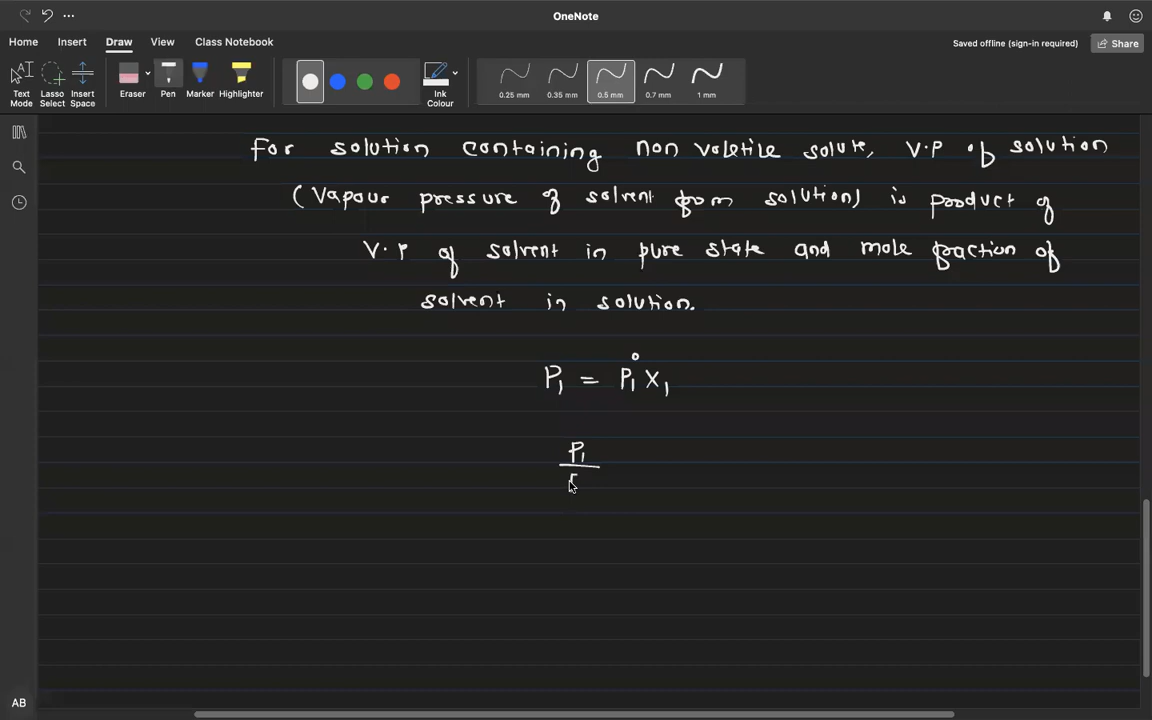 OneNote
Home Insert Draw View Class Notebook
Saved offline (sign-in required) Share
Text Mode Lasso Select Insert Space Eraser Pen Marker Highlighter Ink Colour 0.25 mm 0.35 mm 0.5 mm 0.7 mm 1 mm
For solution containing non voletile solute, V.P of solution
(Vapour pressure of solvent from solution) is product of
V.P of solvent in pure state and mole fraction of
solvent in solution.
P₁ = P₁° X₁
P₁
AB